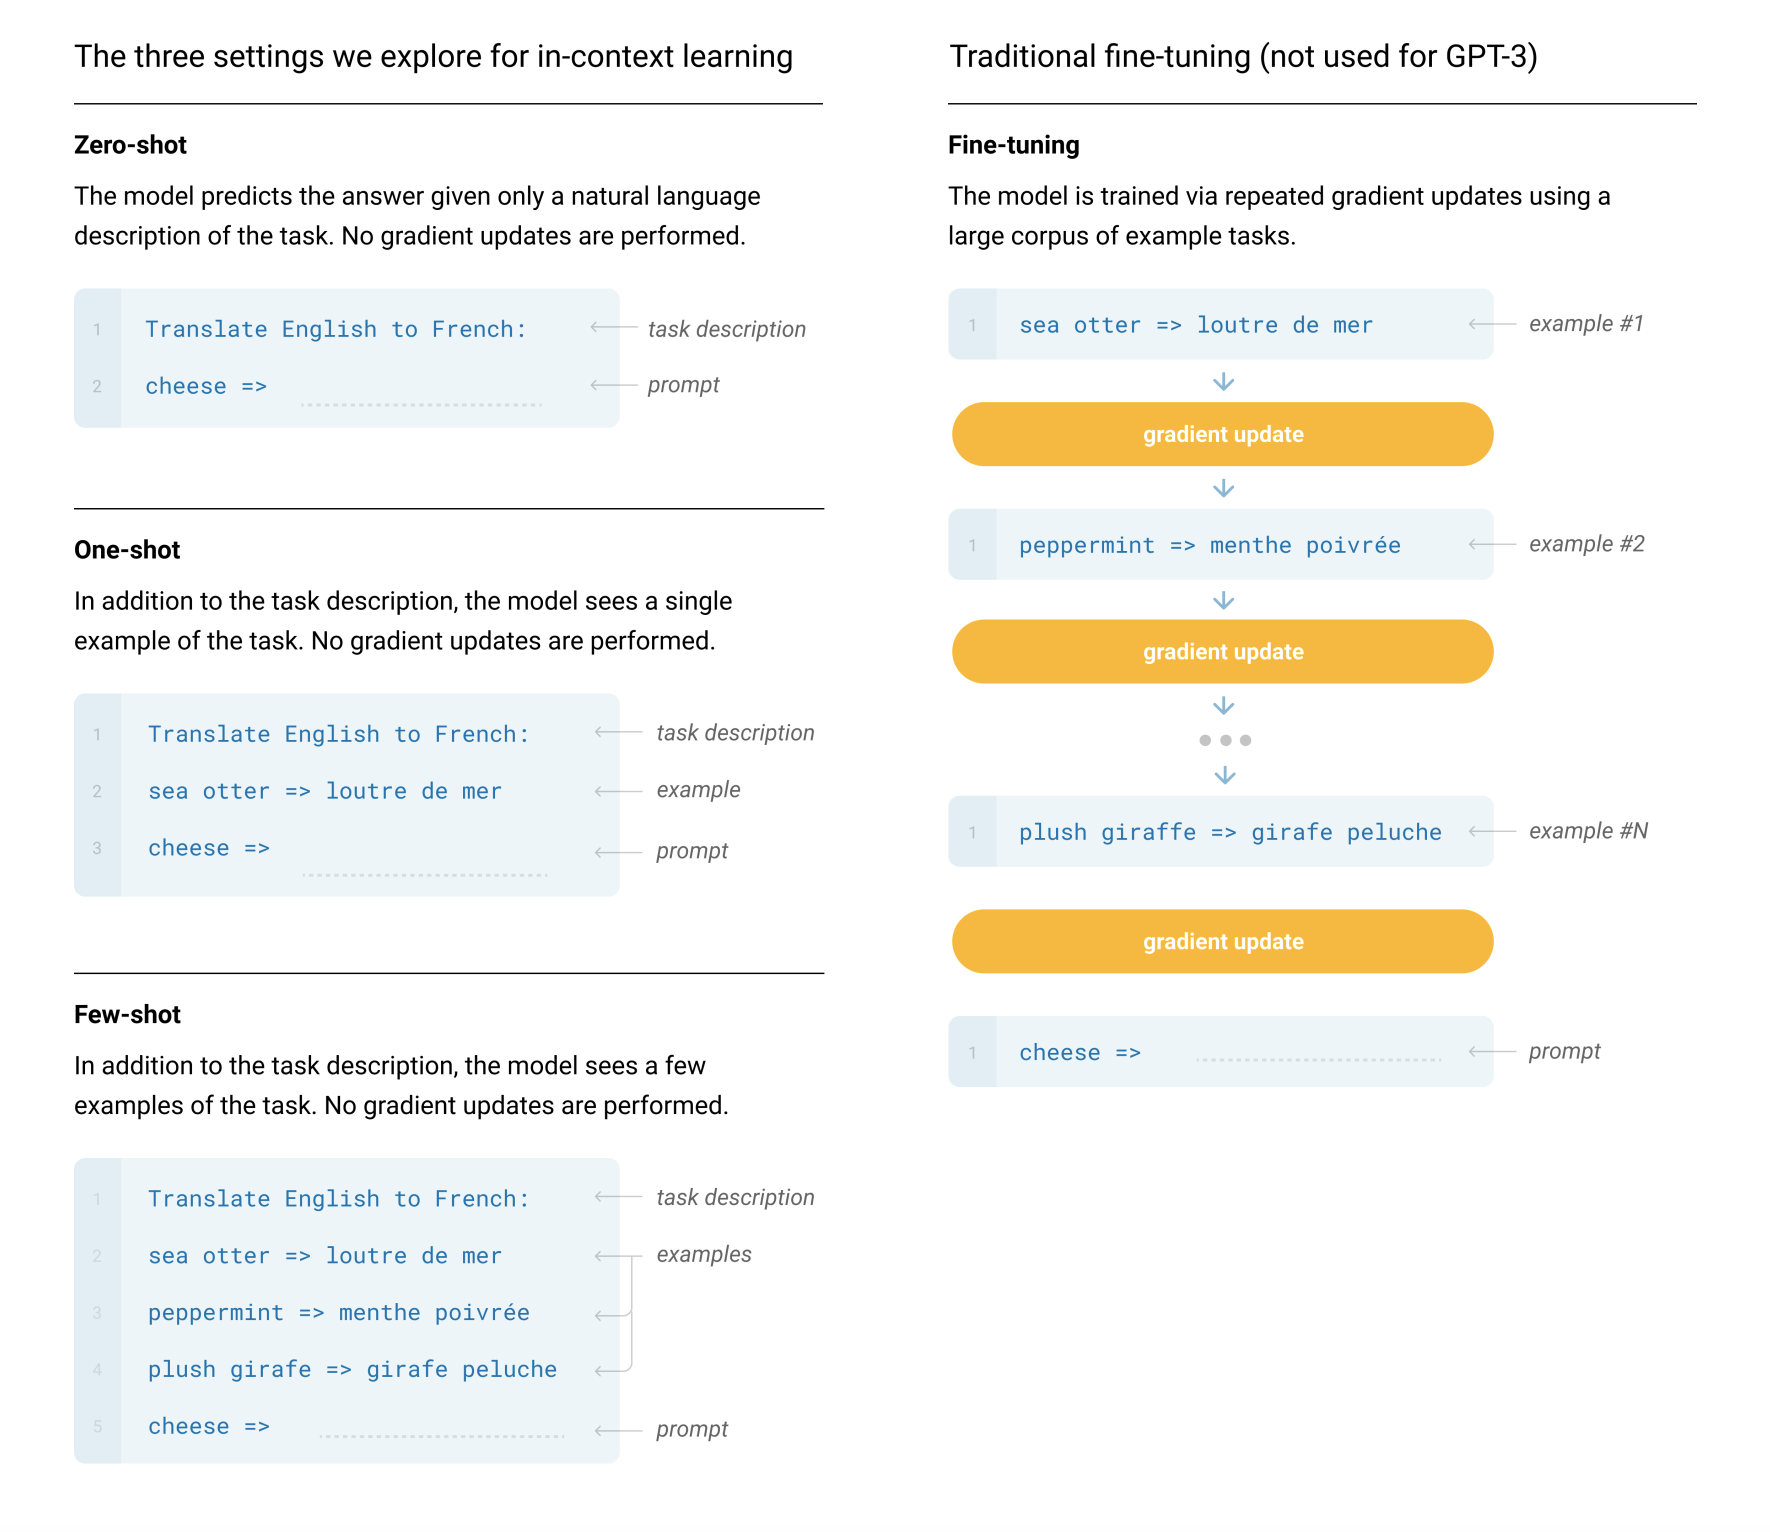 The three settings we explore for in-context learning
Zero-shot
The model predicts the answer given only a natural language
description of the task. No gradient updates are performed.
1 Translate English to French: task description
2 cheese => prompt
One-shot
In addition to the task description, the model sees a single
example of the task. No gradient updates are performed.
1 Translate English to French: task description
2 sea otter => loutre de mer example
3 cheese => prompt
Few-shot
In addition to the task description, the model sees a few
examples of the task. No gradient updates are performed.
1 Translate English to French: task description
2 sea otter => loutre de mer examples
3 peppermint => menthe poivrée
4 plush girafe => girafe peluche
5 cheese => prompt
Traditional fine-tuning (not used for GPT-3)
Fine-tuning
The model is trained via repeated gradient updates using a
large corpus of example tasks.
1 sea otter => loutre de mer example #1
gradient update
1 peppermint => menthe poivrée example #2
gradient update
1 plush giraffe => girafe peluche example #N
gradient update
1 cheese => prompt